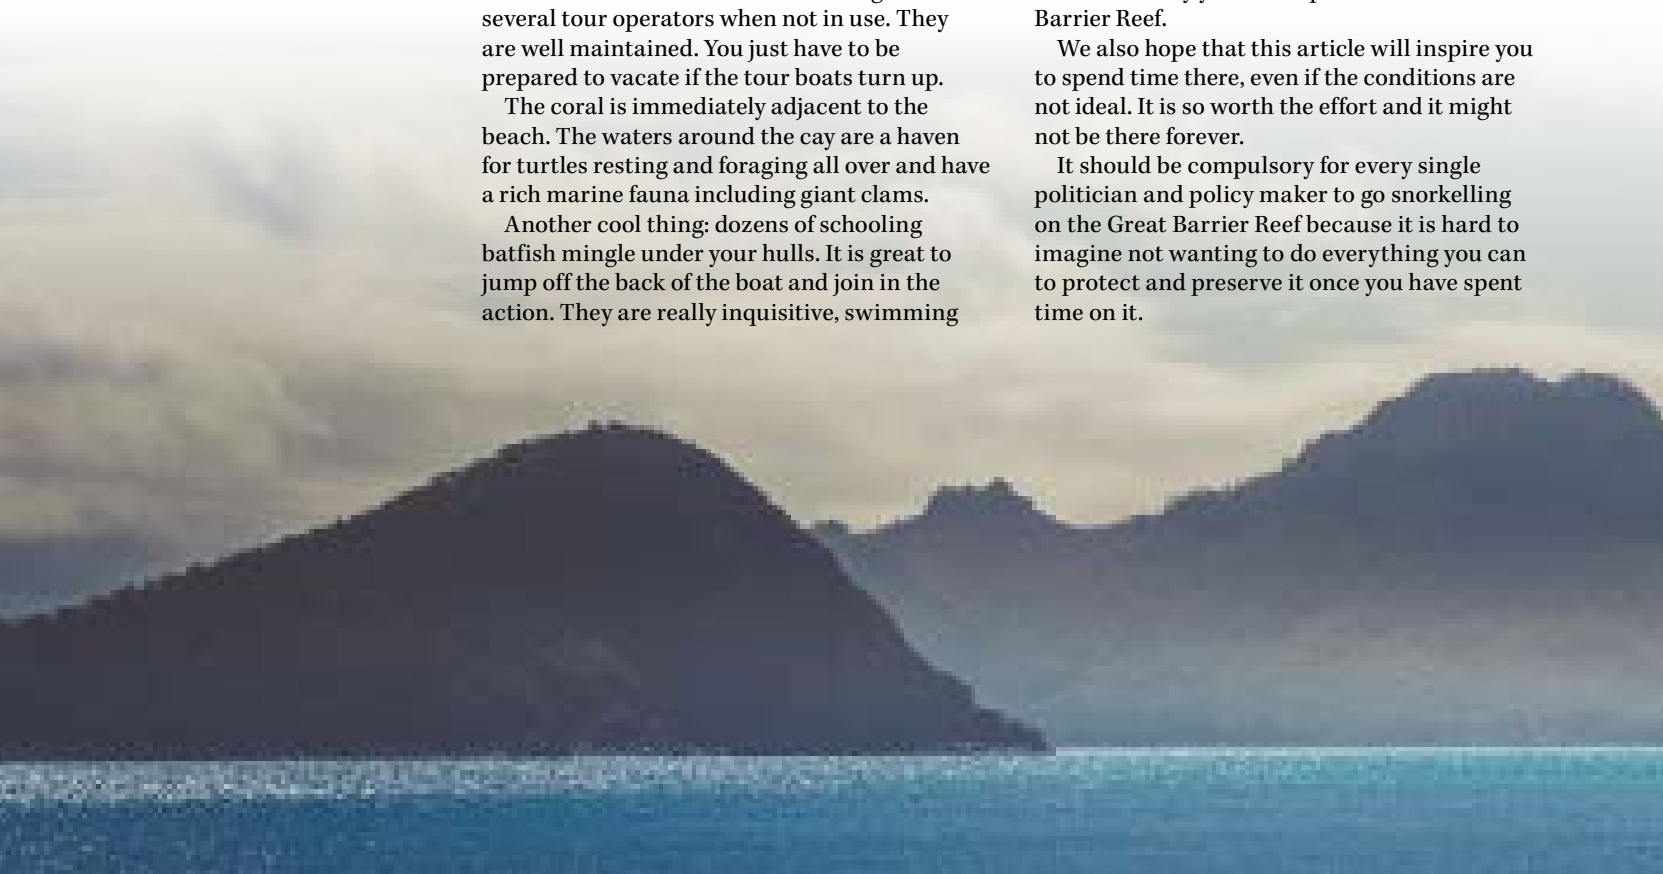 several tour operators when not in use. They
are well maintained. You just have to be
prepared to vacate if the tour boats turn up.
The coral is immediately adjacent to the
beach. The waters around the cay are a haven
for turtles resting and foraging all over and have
a rich marine fauna including giant clams.
Another cool thing: dozens of schooling
batfish mingle under your hulls. It is great to
jump off the back of the boat and join in the
action. They are really inquisitive, swimming
Barrier Reef.
We also hope that this article will inspire you
to spend time there, even if the conditions are
not ideal. It is so worth the effort and it might
not be there forever.
It should be compulsory for every single
politician and policy maker to go snorkelling
on the Great Barrier Reef because it is hard to
imagine not wanting to do everything you can
to protect and preserve it once you have spent
time on it.